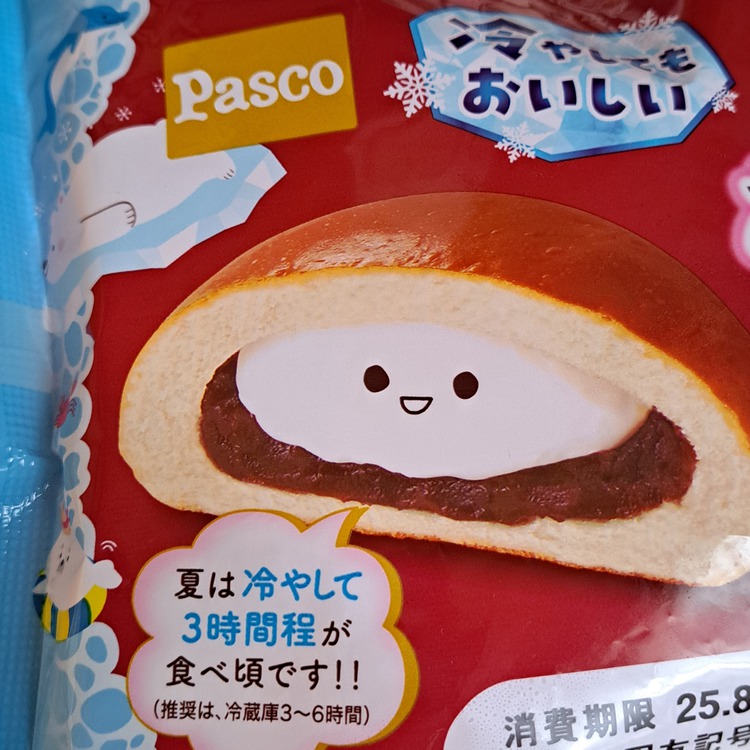 Pasco
冷やしても
おいしい
夏は冷やして
3時間程が
食べ頃です!!
(推奨は、冷蔵庫3〜6時間)
消費期限 25.8